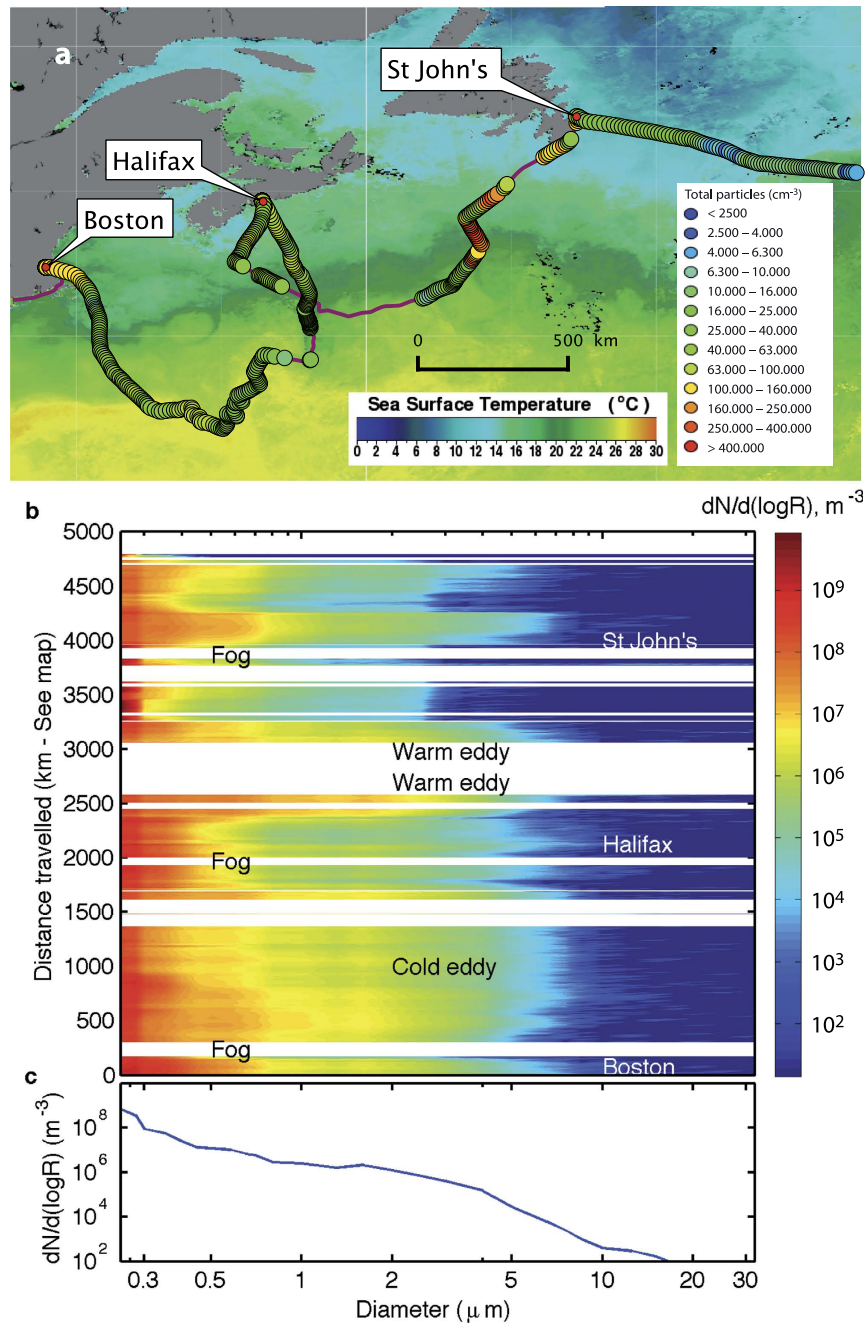 a
St John's
Halifax
Boston
Total particles (cm-3)
< 2500
2.500 – 4.000
4.000 – 6.300
6.300 – 10.000
10.000 – 16.000
16.000 – 25.000
25.000 – 40.000
40.000 – 63.000
63.000 – 100.000
100.000 – 160.000
160.000 – 250.000
250.000 – 400.000
> 400.000
0 500 km
Sea Surface Temperature (°C)
0 2 4 6 8 10 12 14 16 18 20 22 24 26 28 30
b
dN/d(logR), m-3
Distance travelled (km - See map)
5000
4500
4000
3500
3000
2500
2000
1500
1000
500
0
St John's
Fog
Warm eddy
Warm eddy
Halifax
Fog
Cold eddy
Fog
Boston
109
108
107
106
105
104
103
102
c
dN/d(logR) (m-3)
108
106
104
102
0.3 0.5 1 2 5 10 20 30
Diameter (μ m)